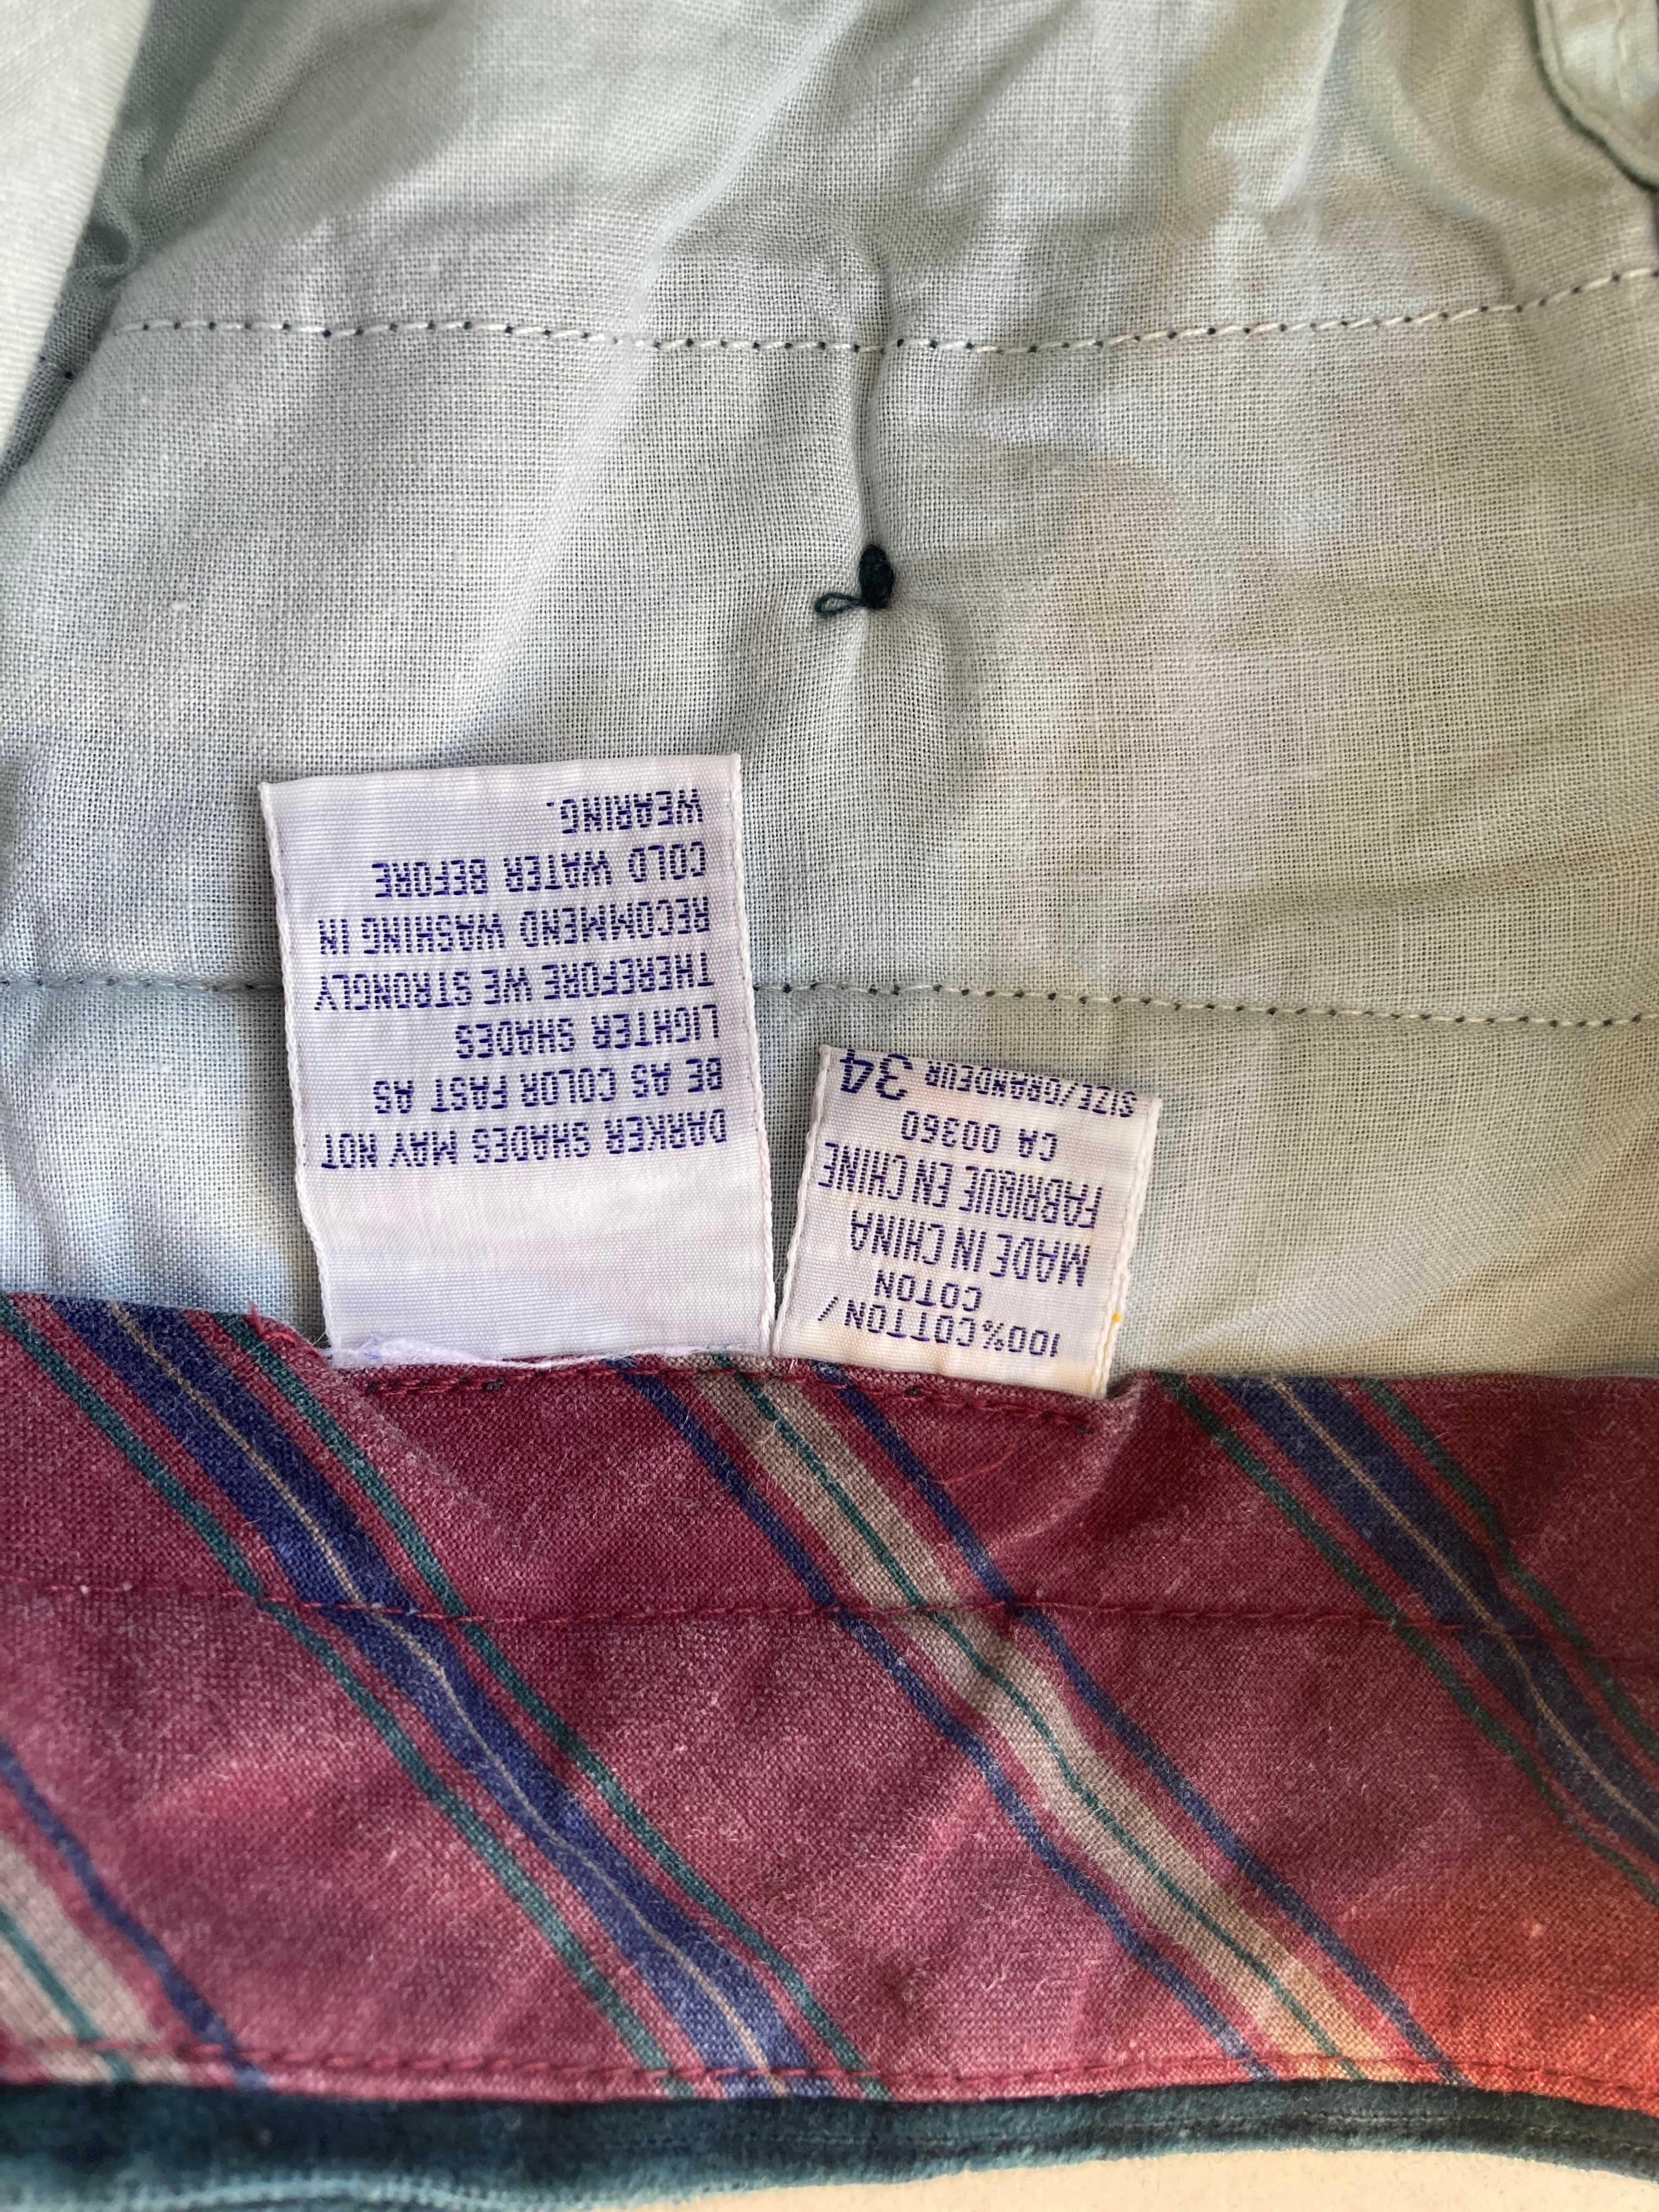 DARKER SHADES MAY NOT
BE AS COLOR FAST AS
LIGHTER SHADES
THEREFORE WE STRONGLY
RECOMMEND WASHING IN
COLD WATER BEFORE
WEARING.
100% COTTON /
COTON
MADE IN CHINA
FABRIQUE EN CHINE
CA 00360
SIZE/GRANDEUR 34